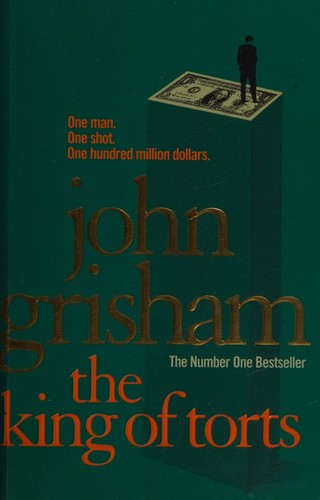 One man.
One shot.
One hundred million dollars.
john
grisham
The Number One Bestseller
the
king of torts